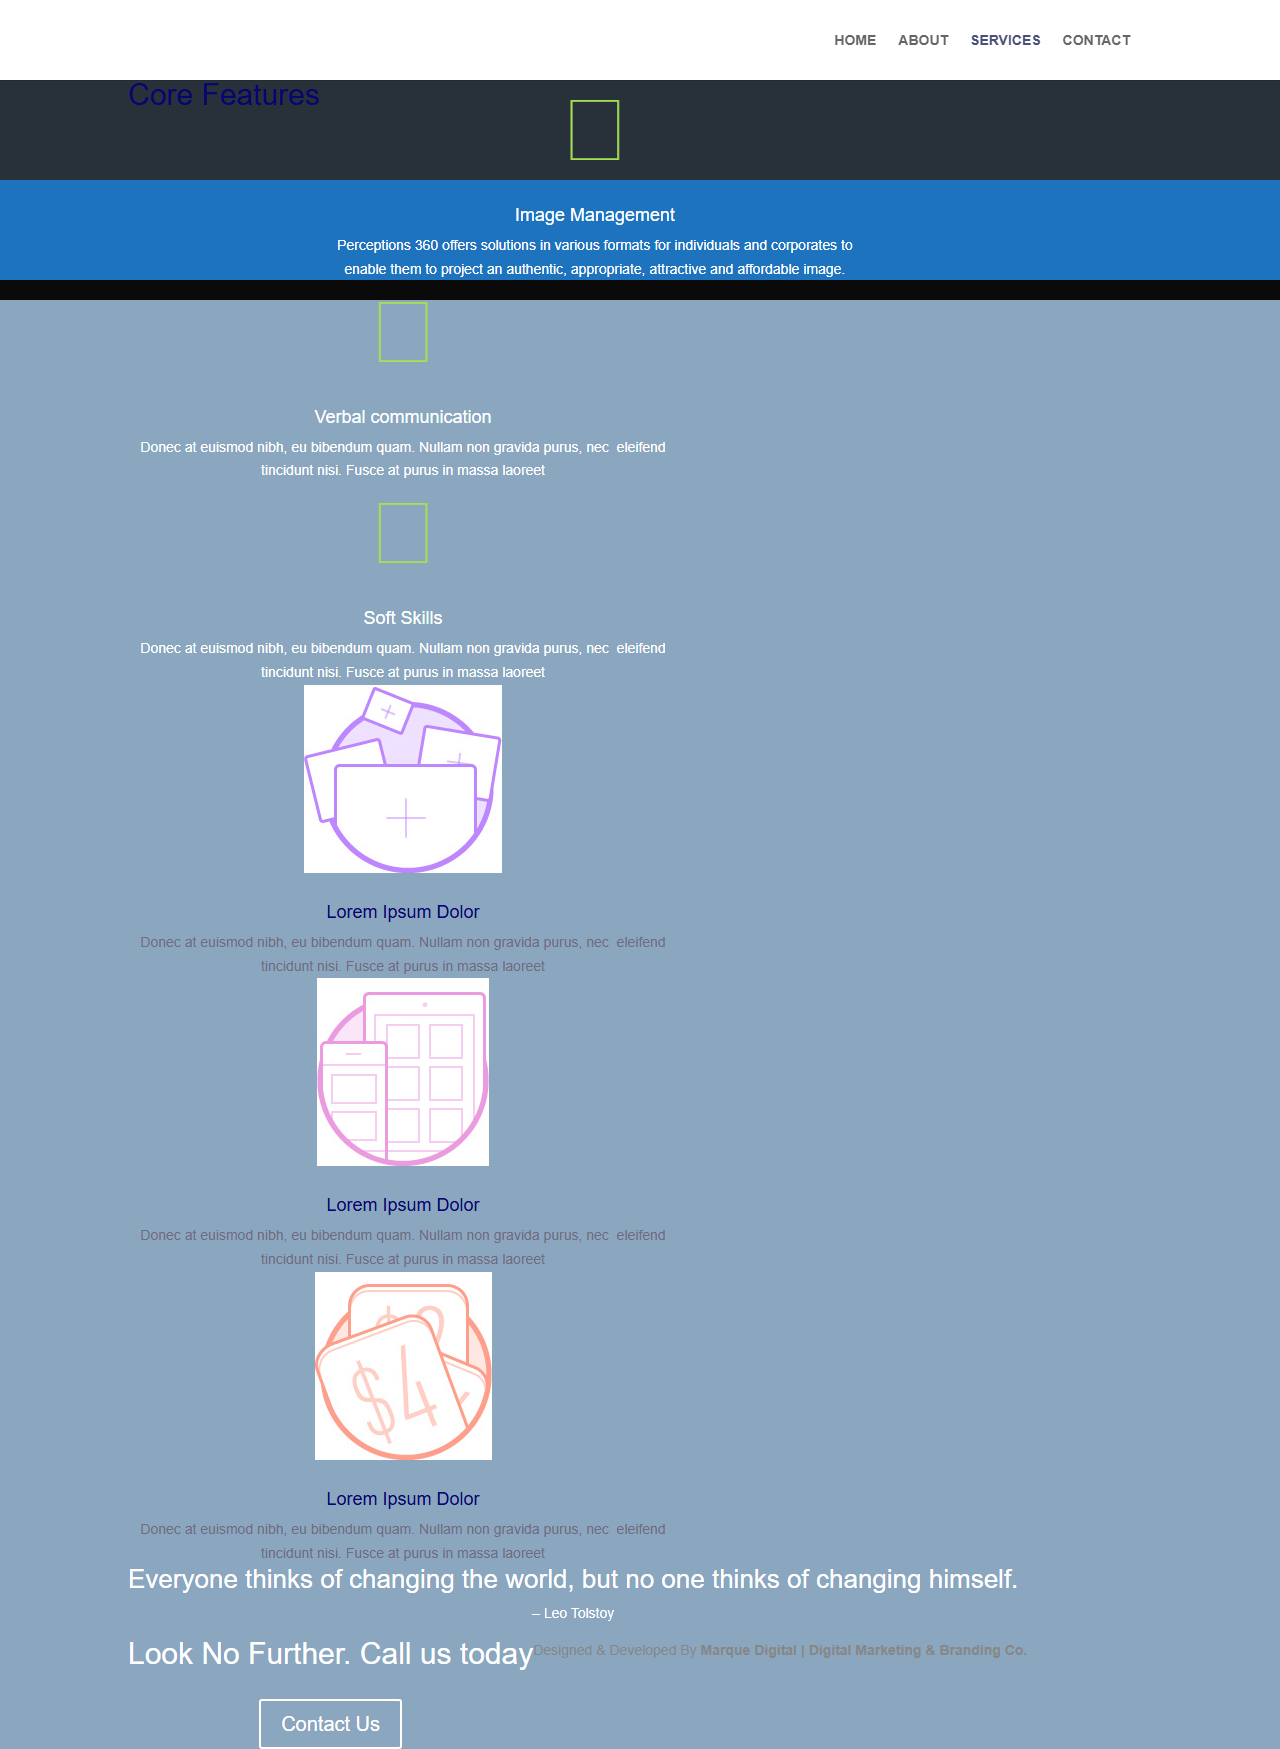 HOME ABOUT SERVICES CONTACT
Core Features
Image Management
Perceptions 360 offers solutions in various formats for individuals and corporates to
enable them to project an authentic, appropriate, attractive and affordable image.
Verbal communication
Donec at euismod nibh, eu bibendum quam. Nullam non gravida purus, nec eleifend
tincidunt nisi. Fusce at purus in massa laoreet
Soft Skills
Donec at euismod nibh, eu bibendum quam. Nullam non gravida purus, nec eleifend
tincidunt nisi. Fusce at purus in massa laoreet
Lorem Ipsum Dolor
Donec at euismod nibh, eu bibendum quam. Nullam non gravida purus, nec eleifend
tincidunt nisi. Fusce at purus in massa laoreet
Lorem Ipsum Dolor
Donec at euismod nibh, eu bibendum quam. Nullam non gravida purus, nec eleifend
tincidunt nisi. Fusce at purus in massa laoreet
$4
Lorem Ipsum Dolor
Donec at euismod nibh, eu bibendum quam. Nullam non gravida purus, nec eleifend
tincidunt nisi. Fusce at purus in massa laoreet
Everyone thinks of changing the world, but no one thinks of changing himself.
– Leo Tolstoy
Look No Further. Call us today
Designed & Developed By Marque Digital | Digital Marketing & Branding Co.
Contact Us